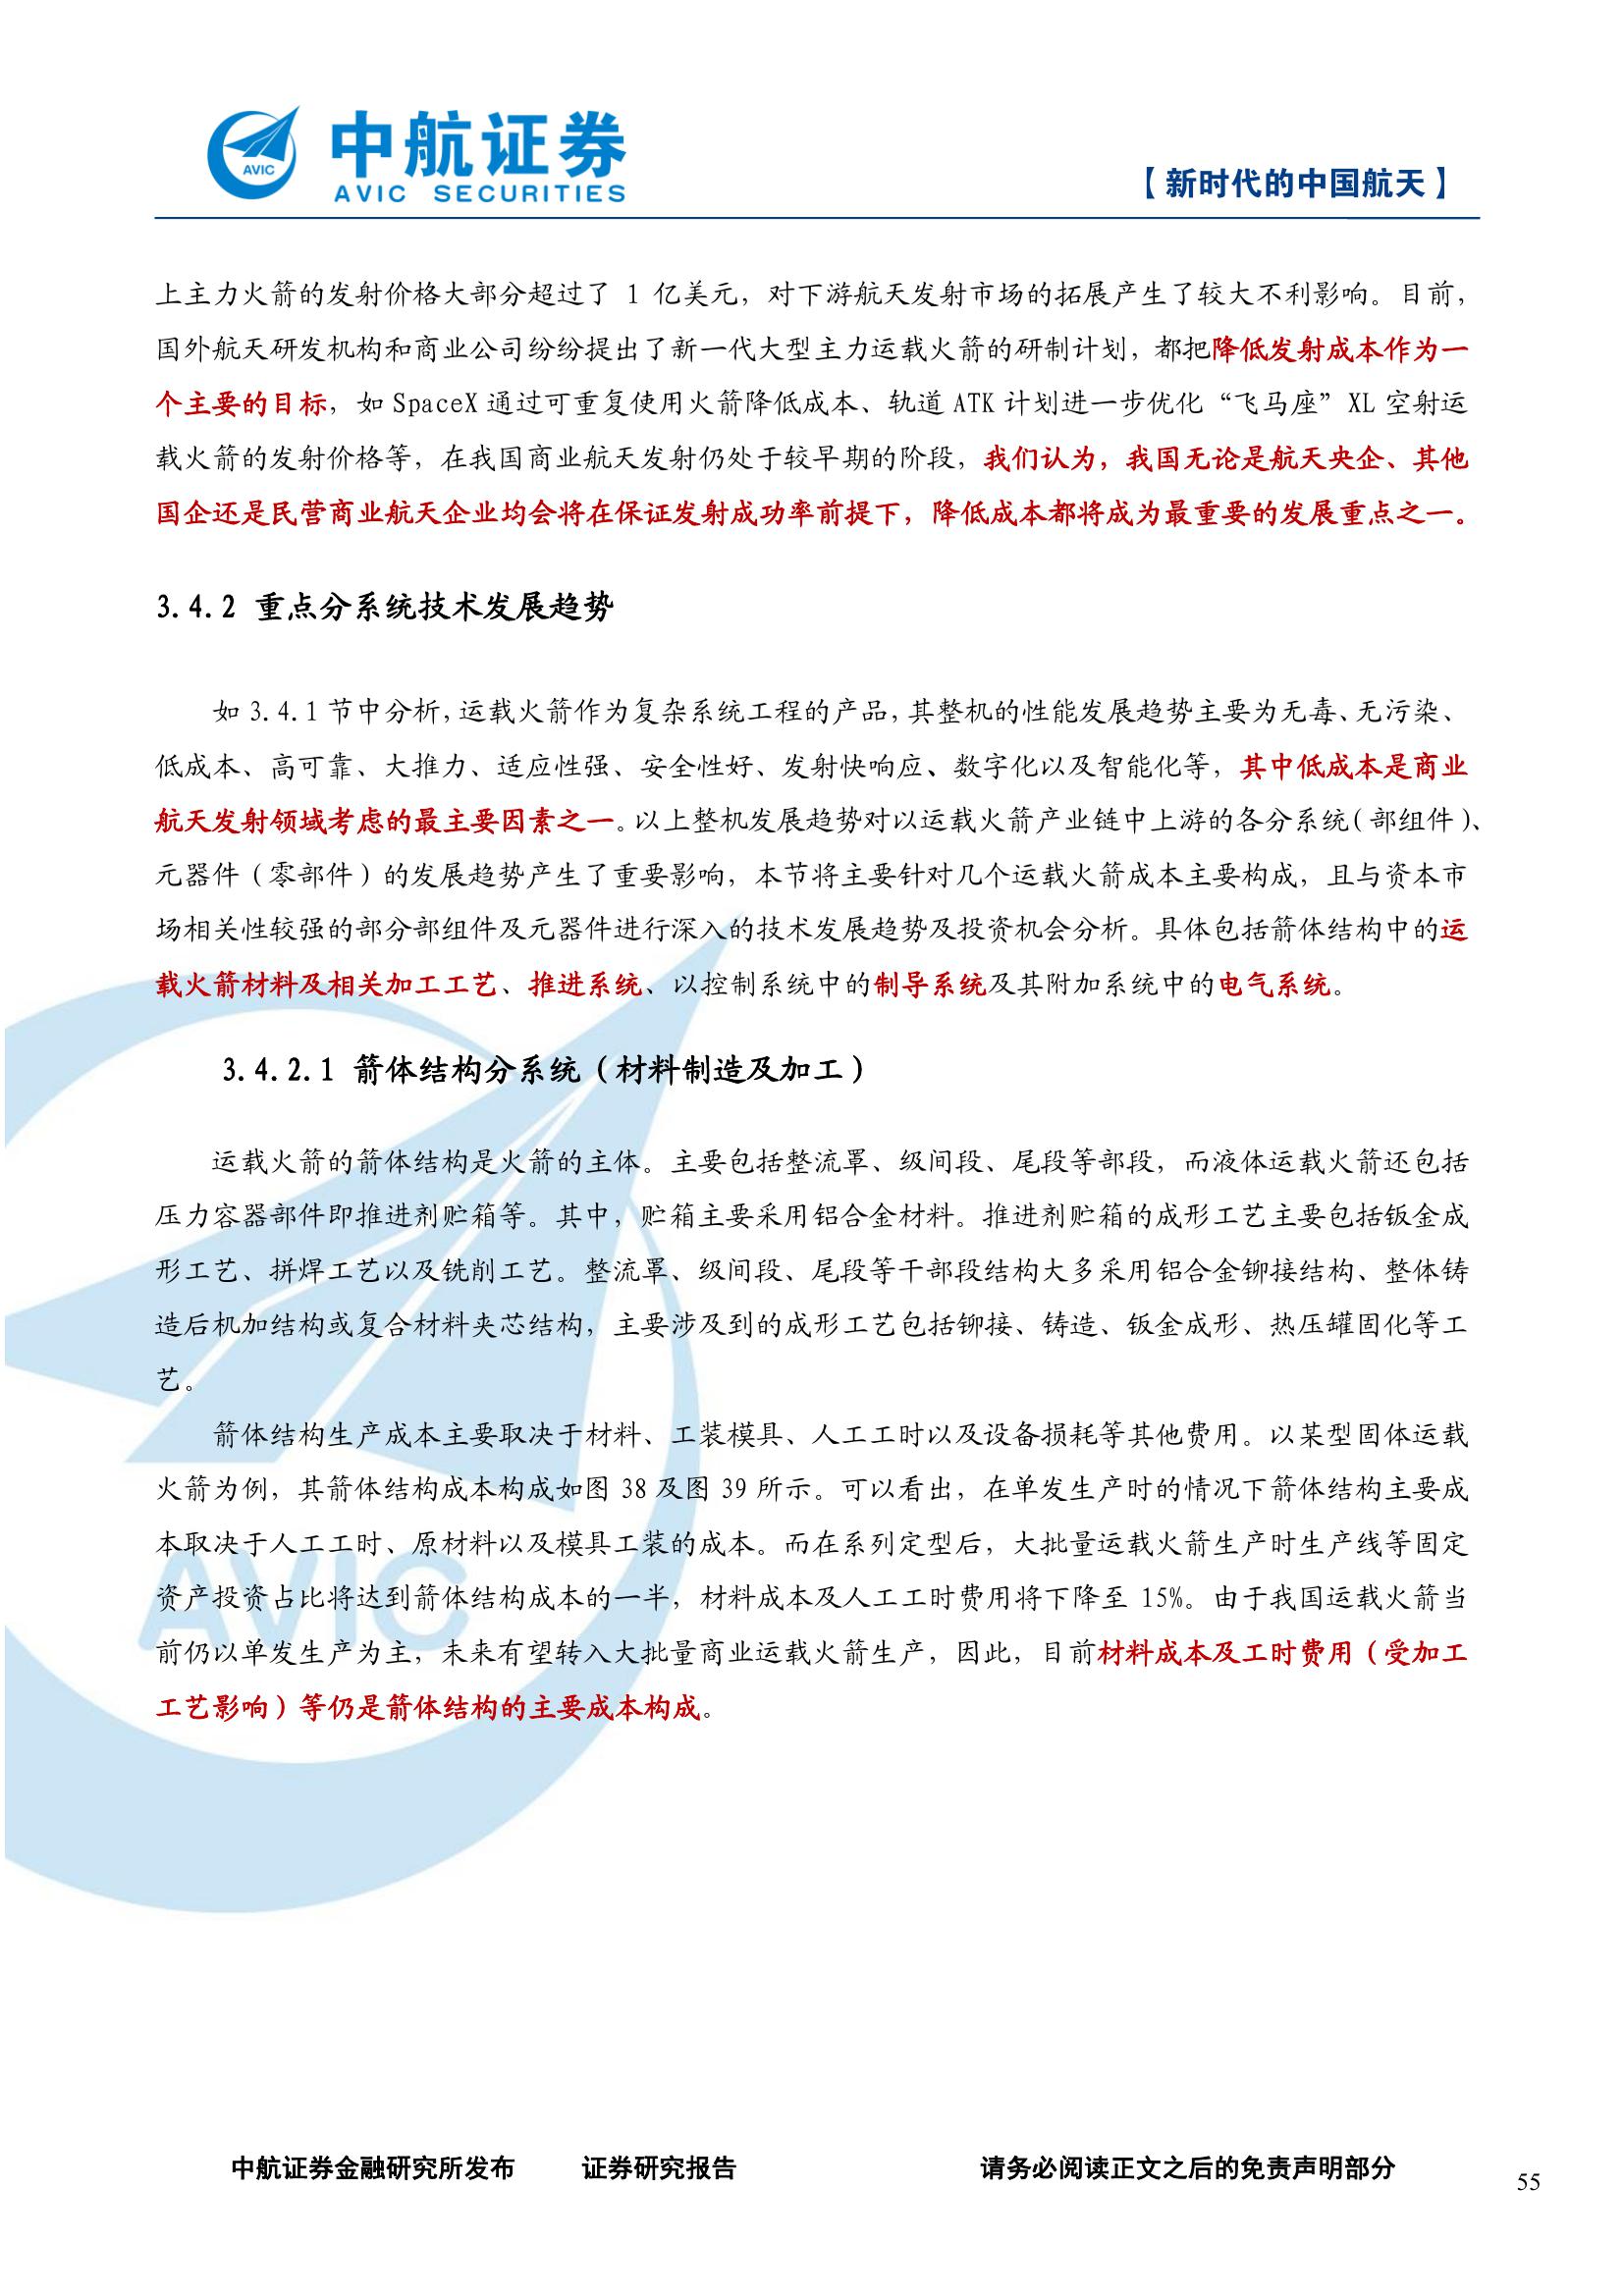 AVIC
中航证券
AVIC SECURITIES
【新时代的中国航天】
上主力火箭的发射价格大部分超过了 1 亿美元，对下游航天发射市场的拓展产生了较大不利影响。目前，
国外航天研发机构和商业公司纷纷提出了新一代大型主力运载火箭的研制计划，都把降低发射成本作为一
个主要的目标，如 SpaceX 通过可重复使用火箭降低成本、轨道 ATK 计划进一步优化“飞马座”XL 空射运
载火箭的发射价格等，在我国商业航天发射仍处于较早期的阶段，我们认为，我国无论是航天央企、其他
国企还是民营商业航天企业均会将在保证发射成功率前提下，降低成本都将成为最重要的发展重点之一。
3.4.2 重点分系统技术发展趋势
如 3.4.1 节中分析，运载火箭作为复杂系统工程的产品，其整机的性能发展趋势主要为无毒、无污染、
低成本、高可靠、大推力、适应性强、安全性好、发射快响应、数字化以及智能化等，其中低成本是商业
航天发射领域考虑的最主要因素之一。以上整机发展趋势对以运载火箭产业链中上游的各分系统（部组件）、
元器件（零部件）的发展趋势产生了重要影响，本节将主要针对几个运载火箭成本主要构成，且与资本市
场相关性较强的部分部组件及元器件进行深入的技术发展趋势及投资机会分析。具体包括箭体结构中的运
载火箭材料及相关加工工艺、推进系统、以控制系统中的制导系统及其附加系统中的电气系统。
3.4.2.1 箭体结构分系统（材料制造及加工）
运载火箭的箭体结构是火箭的主体。主要包括整流罩、级间段、尾段等部段，而液体运载火箭还包括
压力容器部件即推进剂贮箱等。其中，贮箱主要采用铝合金材料。推进剂贮箱的成形工艺主要包括钣金成
形工艺、拼焊工艺以及铣削工艺。整流罩、级间段、尾段等干部段结构大多采用铝合金铆接结构、整体铸
造后机加结构或复合材料夹芯结构，主要涉及到的成形工艺包括铆接、铸造、钣金成形、热压罐固化等工
艺。
箭体结构生产成本主要取决于材料、工装模具、人工工时以及设备损耗等其他费用。以某型固体运载
火箭为例，其箭体结构成本构成如图 38 及图 39 所示。可以看出，在单发生产时的情况下箭体结构主要成
本取决于人工工时、原材料以及模具工装的成本。而在系列定型后，大批量运载火箭生产时生产线等固定
资产投资占比将达到箭体结构成本的一半，材料成本及人工工时费用将下降至 15%。由于我国运载火箭当
前仍以单发生产为主，未来有望转入大批量商业运载火箭生产，因此，目前材料成本及工时费用（受加工
工艺影响）等仍是箭体结构的主要成本构成。
AVIC
中航证券金融研究所发布 证券研究报告 请务必阅读正文之后的免责声明部分
55